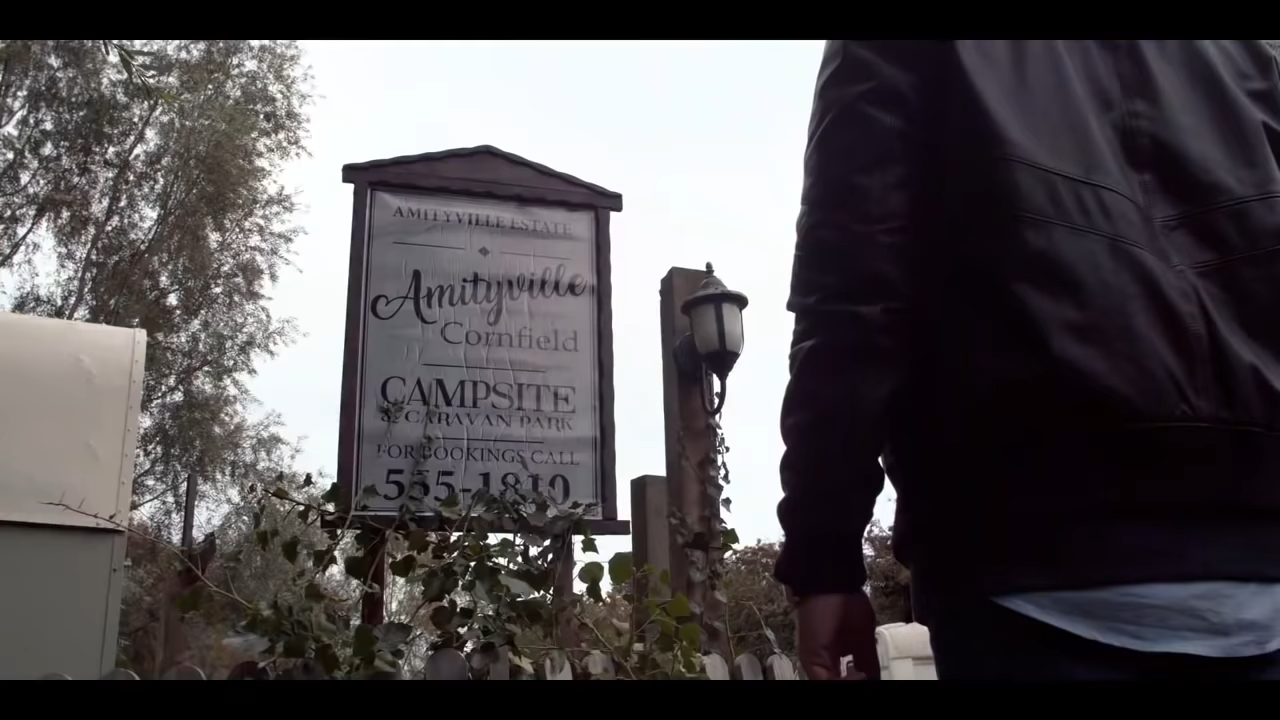 AMITYVILLE ESTATE
Amityville
Cornfield
CAMPSITE
& CARAVAN PARK
FOR BOOKINGS CALL
555-1810